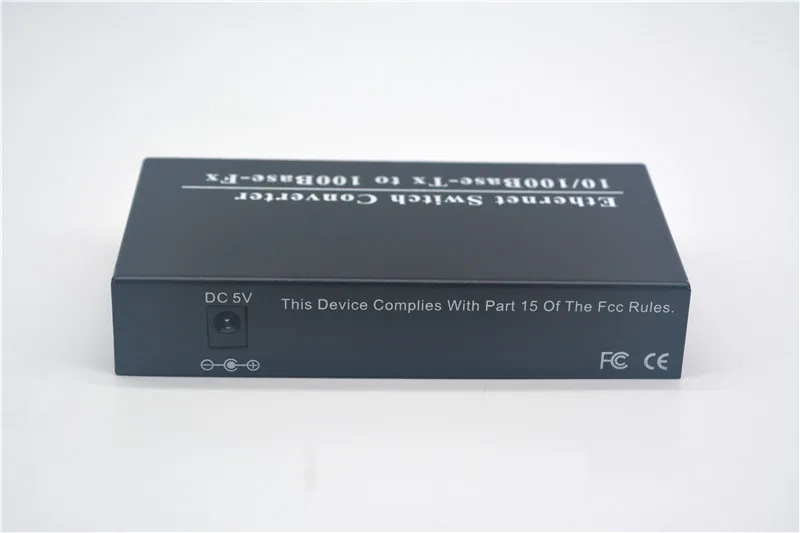 Ethernet Switch Converter
10/100Base-Tx to 100Base-Fx
DC 5V
This Device Complies With Part 15 Of The Fcc Rules.
FC CE